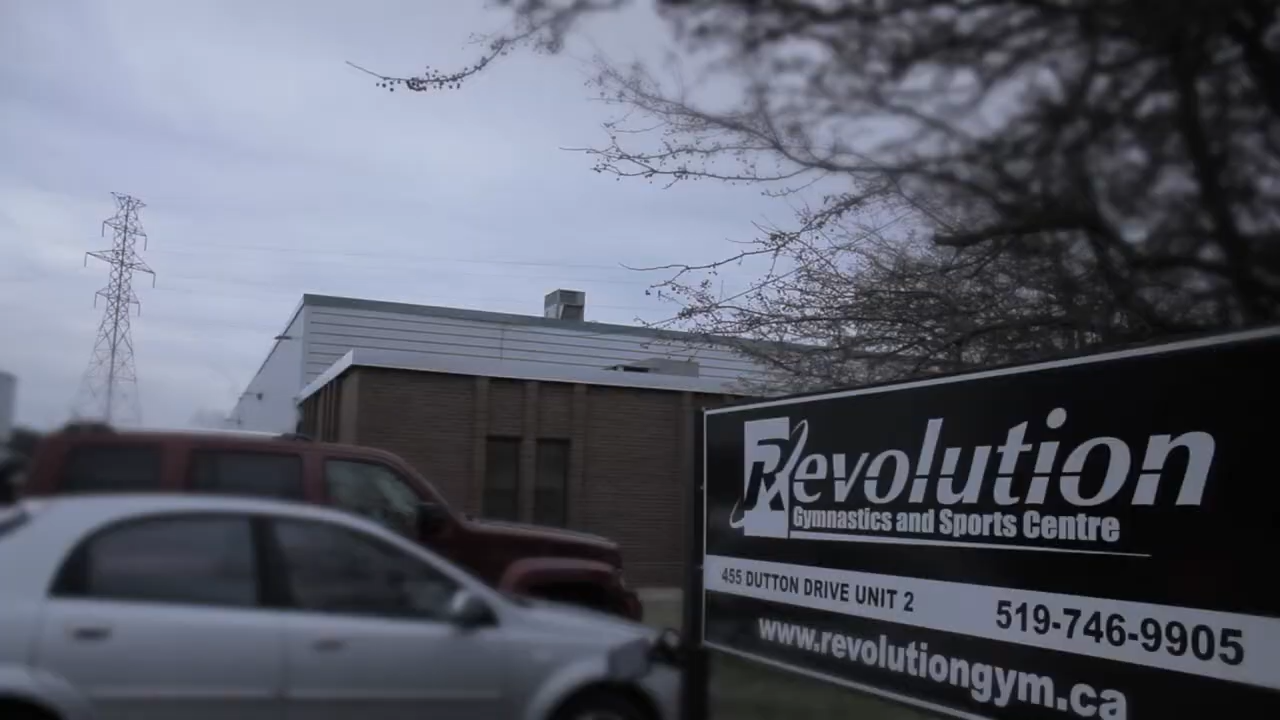 Revolution
Gymnastics and Sports Centre
455 DUTTON DRIVE UNIT 2
519-746-9905
www.revolutiongym.ca